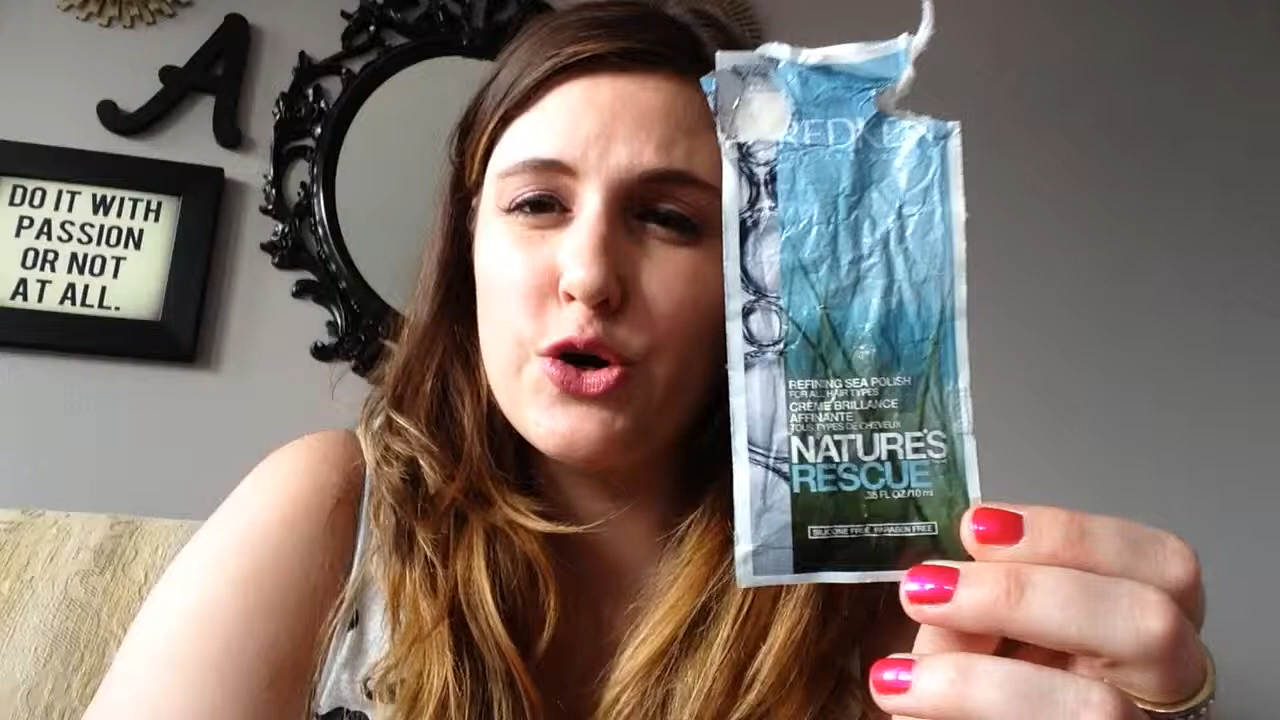 A
DO IT WITH
PASSION
OR NOT
AT ALL.
REDKEN
REFINING SEA POLISH
FOR ALL HAIR TYPES
CRÈME BRILLANCE
AFFINANTE
TOUS TYPES DE CHEVEUX
NATURE'S
RESCUE
.35 FL OZ/10 ml
SILICONE FREE, PARABEN FREE